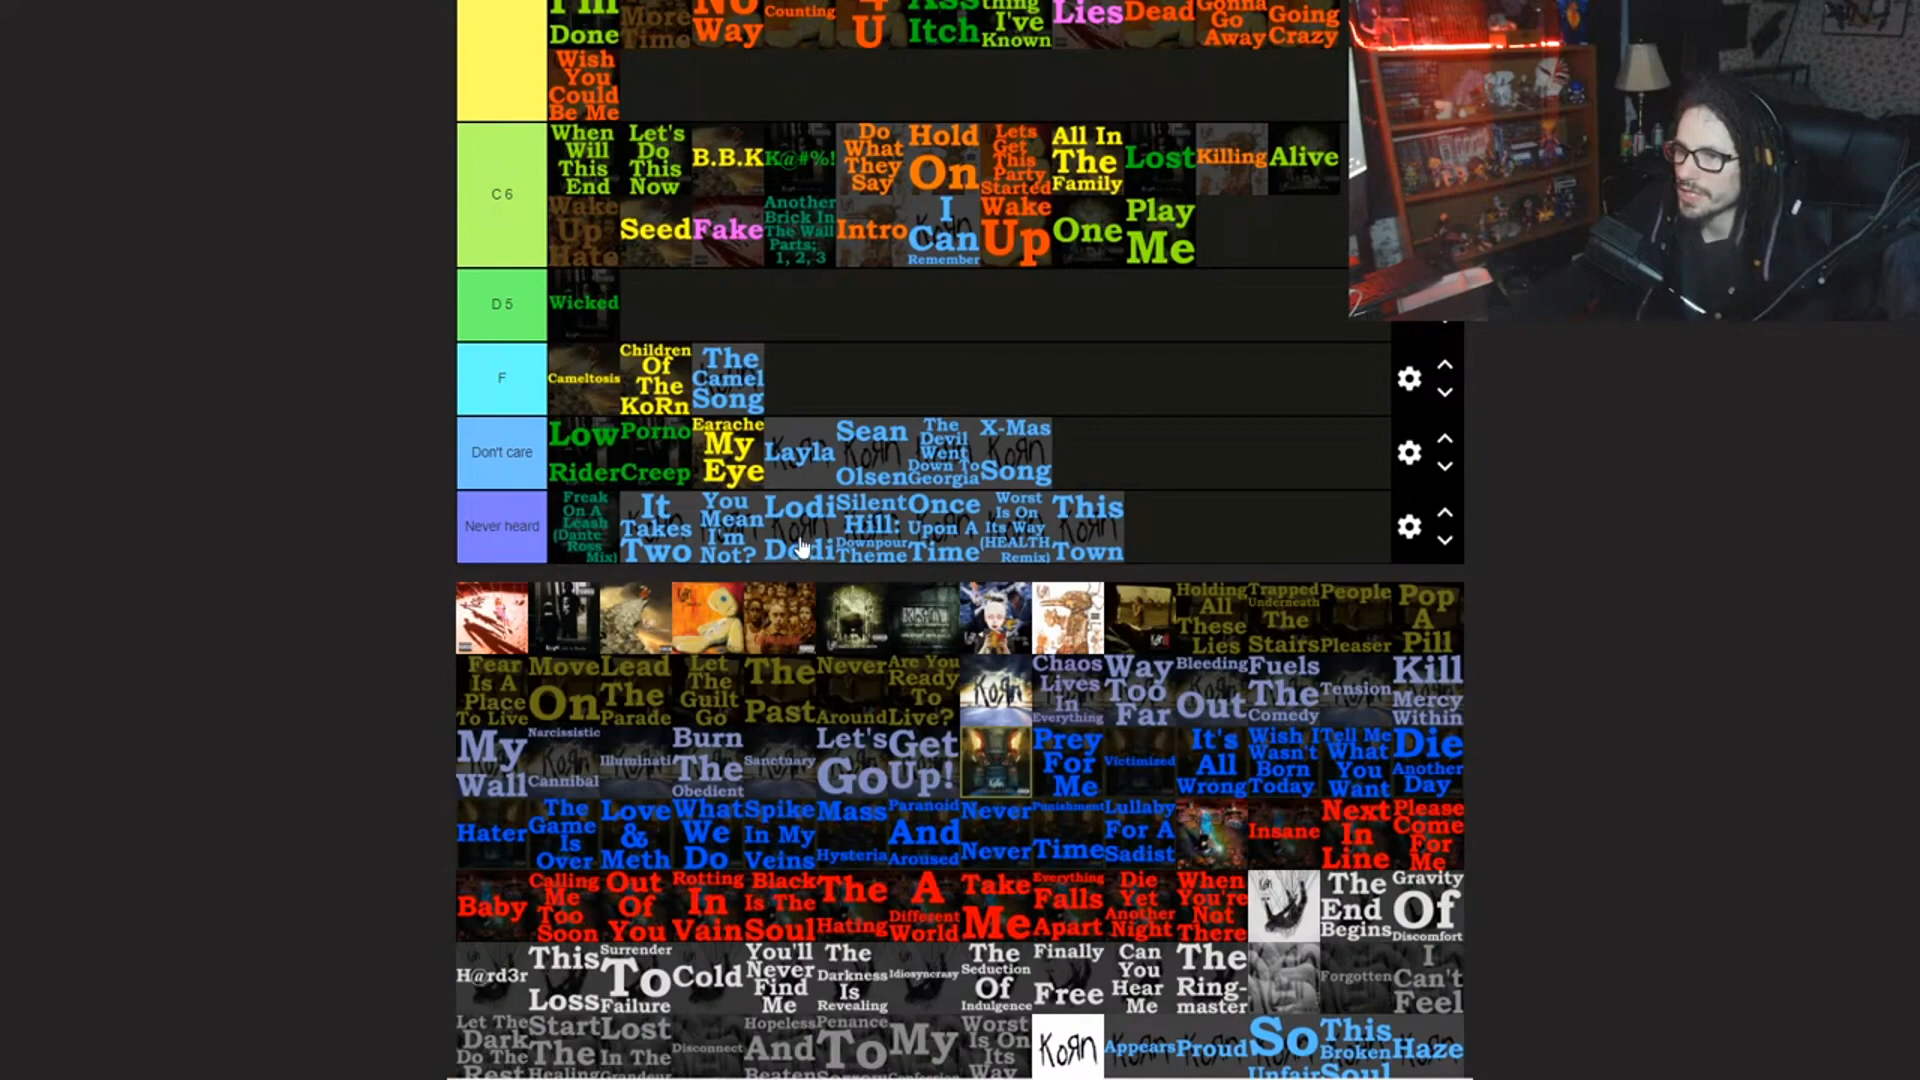 I'm
Done
More
Time
No
Way
Counting
4
U
Ass
Itch
thing
I've
Known
Lies
Dead
Gonna
Go
Away
Going
Crazy
Wish
You
Could
Be Me
C 6
When
Will
This
End
Let's
Do
This
Now
B.B.K
K@#%!
Do
What
They
Say
Hold
On
Lets
Get
This
Party
Started
All In
The
Family
Lost
Killing
Alive
Wake
Up
Hate
Seed
Fake
Another
Brick In
The Wall
Parts;
1, 2, 3
Intro
I
Can
Remember
Wake
Up
One
Play
Me
D 5
Wicked
F
Cameltosis
Children
Of
The
KoRn
The
Camel
Song
Don't care
Low
Rider
Porno
Creep
Earache
My
Eye
Layla
Sean
Olsen
The
Devil
Went
Down To
Georgia
X-Mas
Song
Never heard
Freak
On A
Leash
(Dante
Ross
Mix)
It
Takes
Two
You
Mean
I'm
Not?
Lodi
Dodi
Silent
Hill:
Downpour
Theme
Once
Upon A
Time
Worst
Is On
Its Way
(HEALTH
Remix)
This
Town
Holding
All
These
Lies
Trapped
Underneath
The
Stairs
People
Pleaser
Pop
A
Pill
Fear
Is A
Place
To Live
Move
On
Lead
The
Parade
Let
The
Guilt
Go
The
Past
Never
Around
Are You
Ready
To
Live?
KoЯn
Chaos
Lives
In
Everything
Way
Too
Far
Bleeding
Out
Fuels
The
Comedy
Tension
Kill
Mercy
Within
My
Wall
Narcissistic
Cannibal
Illuminati
Burn
The
Obedient
Sanctuary
Let's
Go
Get
Up!
Prey
For
Me
Victimized
It's
All
Wrong
Wish I
Wasn't
Born
Today
Tell Me
What
You
Want
Die
Another
Day
Hater
The
Game
Is
Over
Love
&
Meth
What
We
Do
Spike
In My
Veins
Mass
Hysteria
Paranoid
And
Aroused
Never
Never
Punishment
Time
Lullaby
For A
Sadist
Insane
Next
In
Line
Please
Come
For
Me
Baby
Calling
Me
Too
Soon
Out
Of
You
Rotting
In
Vain
Black
Is The
Soul
The
Hating
A
Different
World
Take
Me
Everything
Falls
Apart
Die
Yet
Another
Night
When
You're
Not
There
The
End
Begins
Gravity
Of
Discomfort
H@rd3r
This
Loss
Surrender
To
Failure
Cold
You'll
Never
Find
Me
The
Darkness
Is
Revealing
Idiosyncrasy
The
Seduction
Of
Indulgence
Finally
Free
Can
You
Hear
Me
The
Ring-
master
Forgotten
I
Can't
Feel
Let The
Dark
Do The
Rest
Start
The
Healing
Lost
In The
Grandeur
Disconnect
Hopeless
And
Beaten
Penance
To
Sorrow
My
Confession
Worst
Is On
Its
Way
KoЯn
Appears
Proud
So
Unfair
This
Broken
Soul
Haze